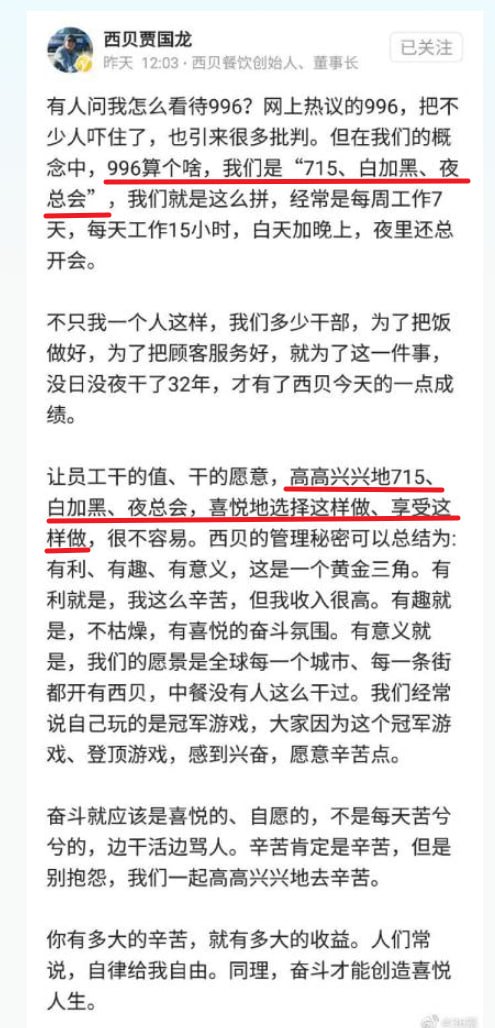 西贝贾国龙
已关注
昨天 12:03·西贝餐饮创始人、董事长
有人问我怎么看待996？网上热议的996，把不
少人吓住了，也引来很多批判。但在我们的概
念中，996算个啥，我们是“715、白加黑、夜
总会”，我们就是这么拼，经常是每周工作7
天，每天工作15小时，白天加晚上，夜里还总
开会。
不只我一个人这样，我们多少干部，为了把饭
做好，为了把顾客服务好，就为了这一件事，
没日没夜干了32年，才有了西贝今天的一点成
绩。
让员工干的值、干的愿意，高高兴兴地715、
白加黑、夜总会，喜悦地选择这样做、享受这
样做，很不容易。西贝的管理秘密可以总结为:
有利、有趣、有意义，这是一个黄金三角。有
利就是，我这么辛苦，但我收入很高。有趣就
是，不枯燥，有喜悦的奋斗氛围。有意义就
是，我们的愿景是全球每一个城市、每一条街
都开有西贝，中餐没有人这么干过。我们经常
说自己玩的是冠军游戏，大家因为这个冠军游
戏、登顶游戏，感到兴奋，愿意辛苦点。
奋斗就应该是喜悦的、自愿的，不是每天苦兮
兮的，边干活边骂人。辛苦肯定是辛苦，但是
别抱怨，我们一起高高兴兴地去辛苦。
你有多大的辛苦，就有多大的收益。人们常
说，自律给我自由。同理，奋斗才能创造喜悦
人生。